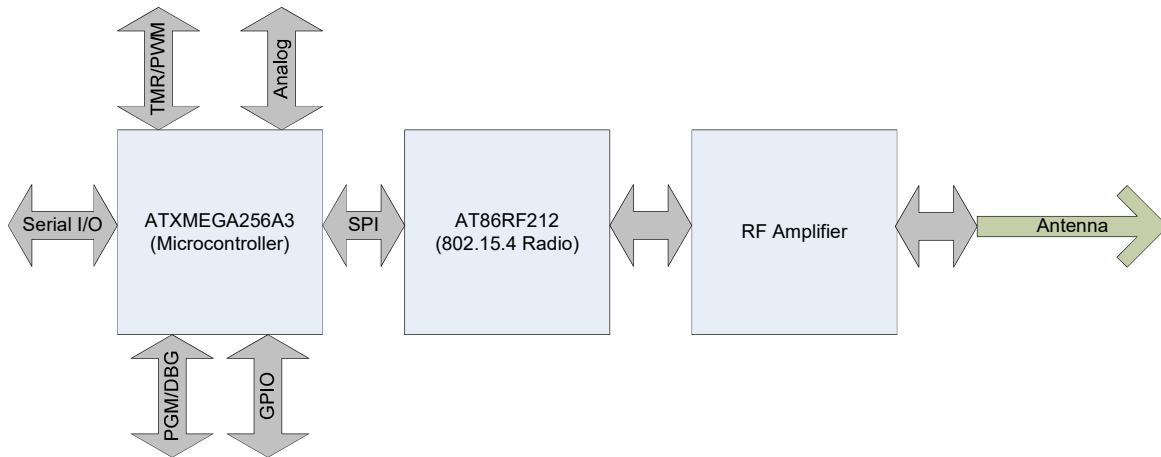 TMR/PWM
Analog
Serial I/O
ATXMEGA256A3
(Microcontroller)
SPI
AT86RF212
(802.15.4 Radio)
RF Amplifier
Antenna
PGM/DBG
GPIO